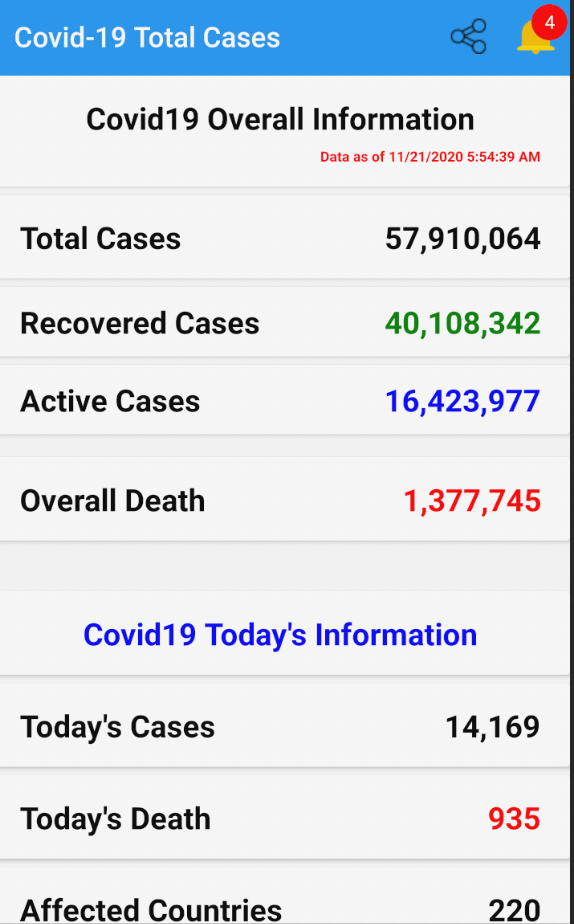 Covid-19 Total Cases 4
Covid19 Overall Information
Data as of 11/21/2020 5:54:39 AM
Total Cases 57,910,064
Recovered Cases 40,108,342
Active Cases 16,423,977
Overall Death 1,377,745
Covid19 Today's Information
Today's Cases 14,169
Today's Death 935
Affected Countries 220